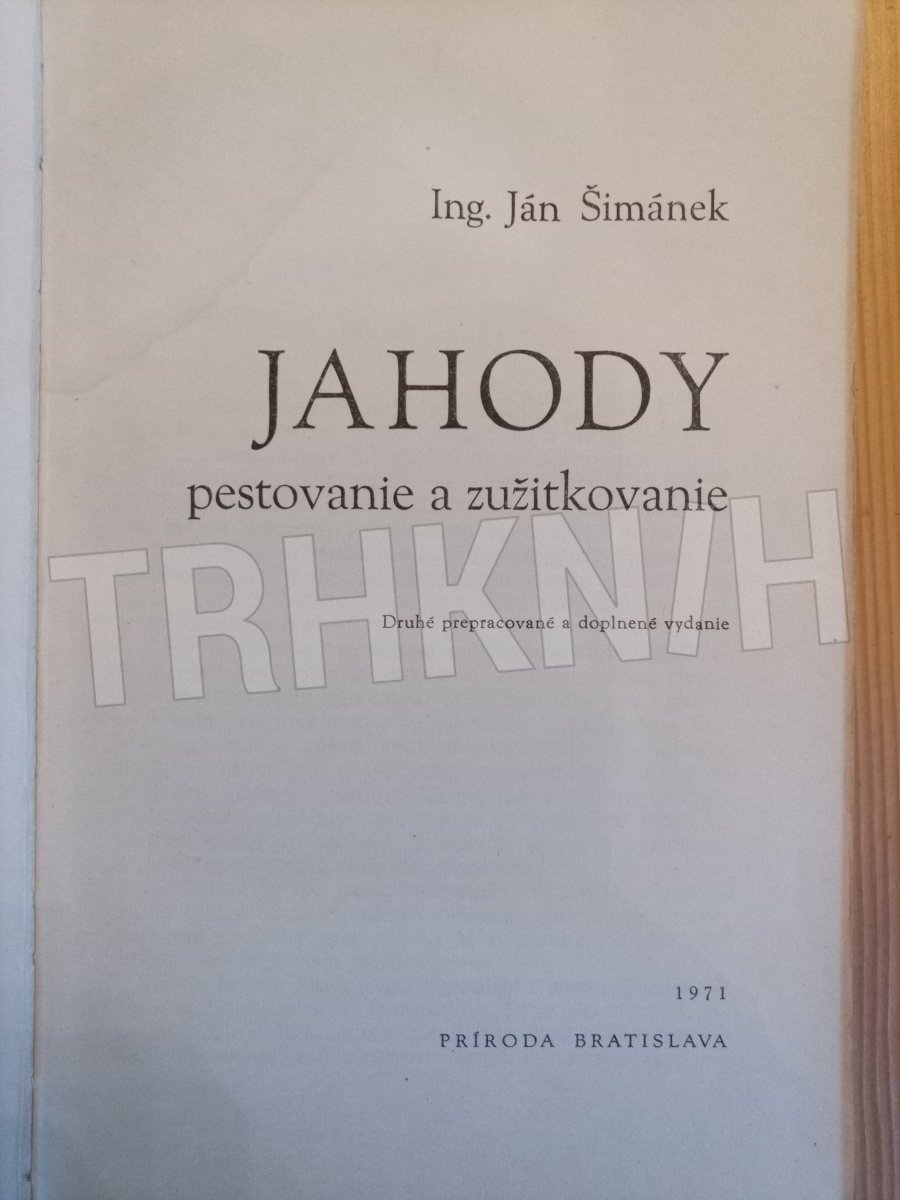 Ing. Ján Šimánek
JAHODY
pestovanie a zužitkovanie
TRHKNIH
Druhé prepracované a doplnené vydanie
1971
PRÍRODA BRATISLAVA